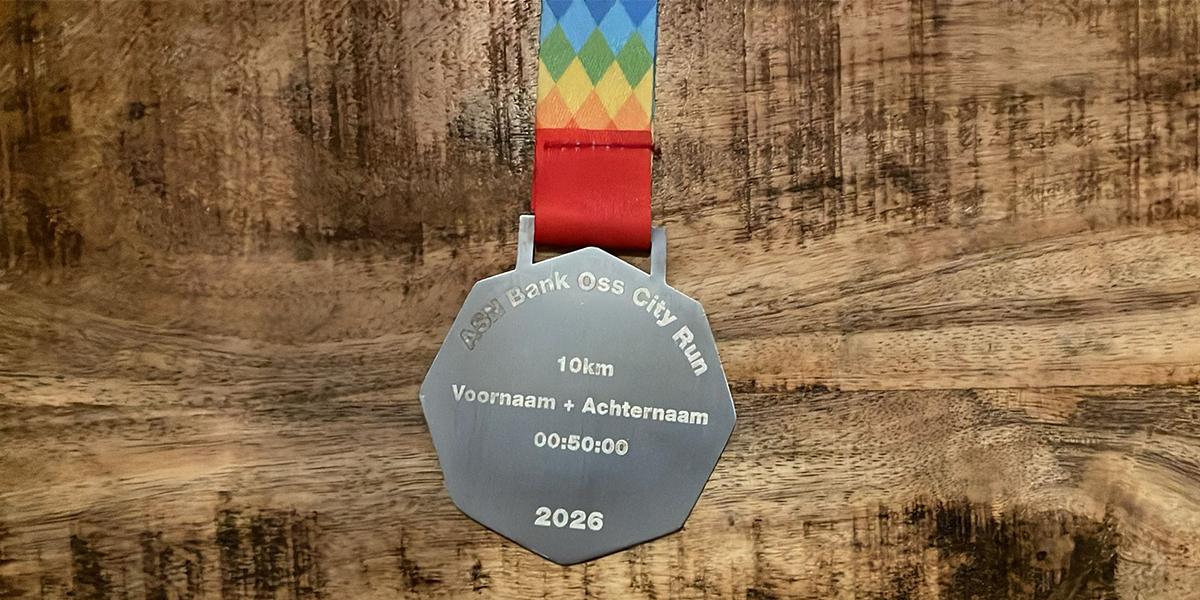 ASN Bank Oss City Run
10km
Voornaam + Achternaam
00:50:00
2026